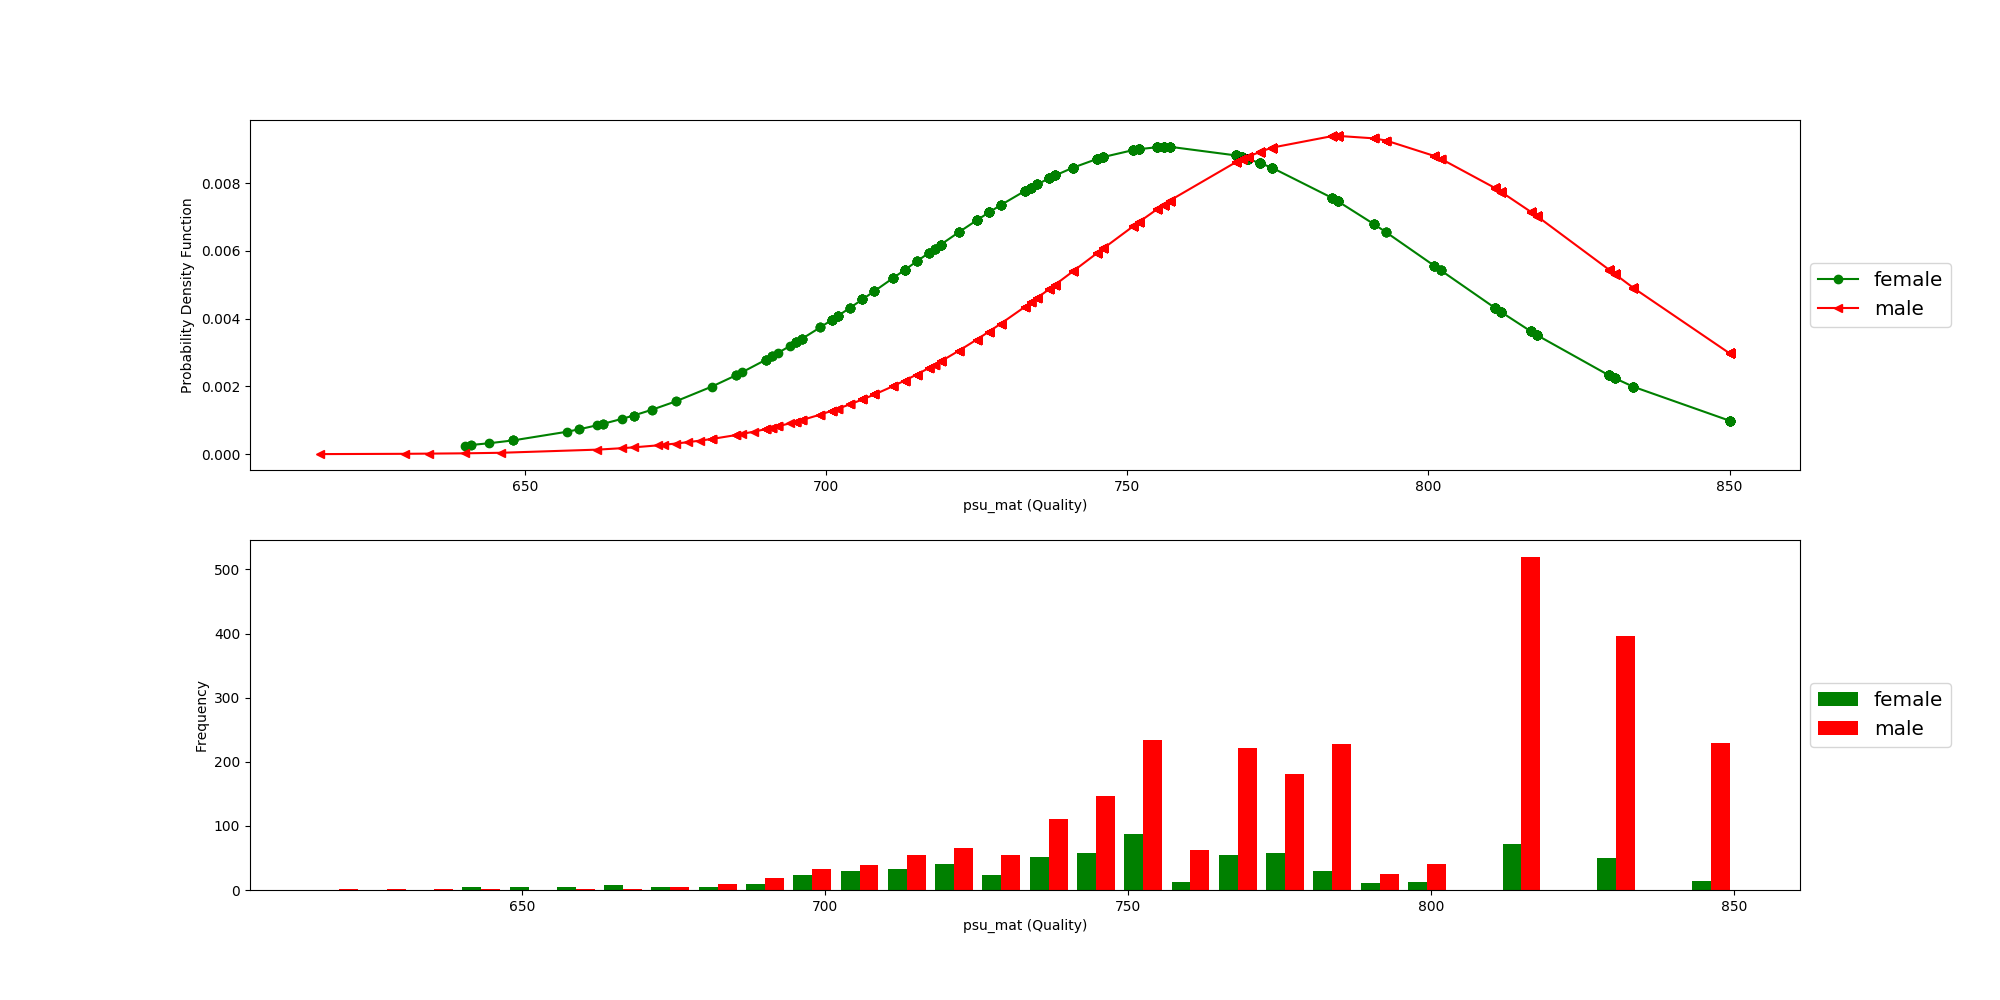 Probability Density Function
0.008
0.006
0.004
0.002
0.000
650 700 750 800 850
psu_mat (Quality)
female
male
Frequency
500
400
300
200
100
0
650 700 750 800 850
psu_mat (Quality)
female
male